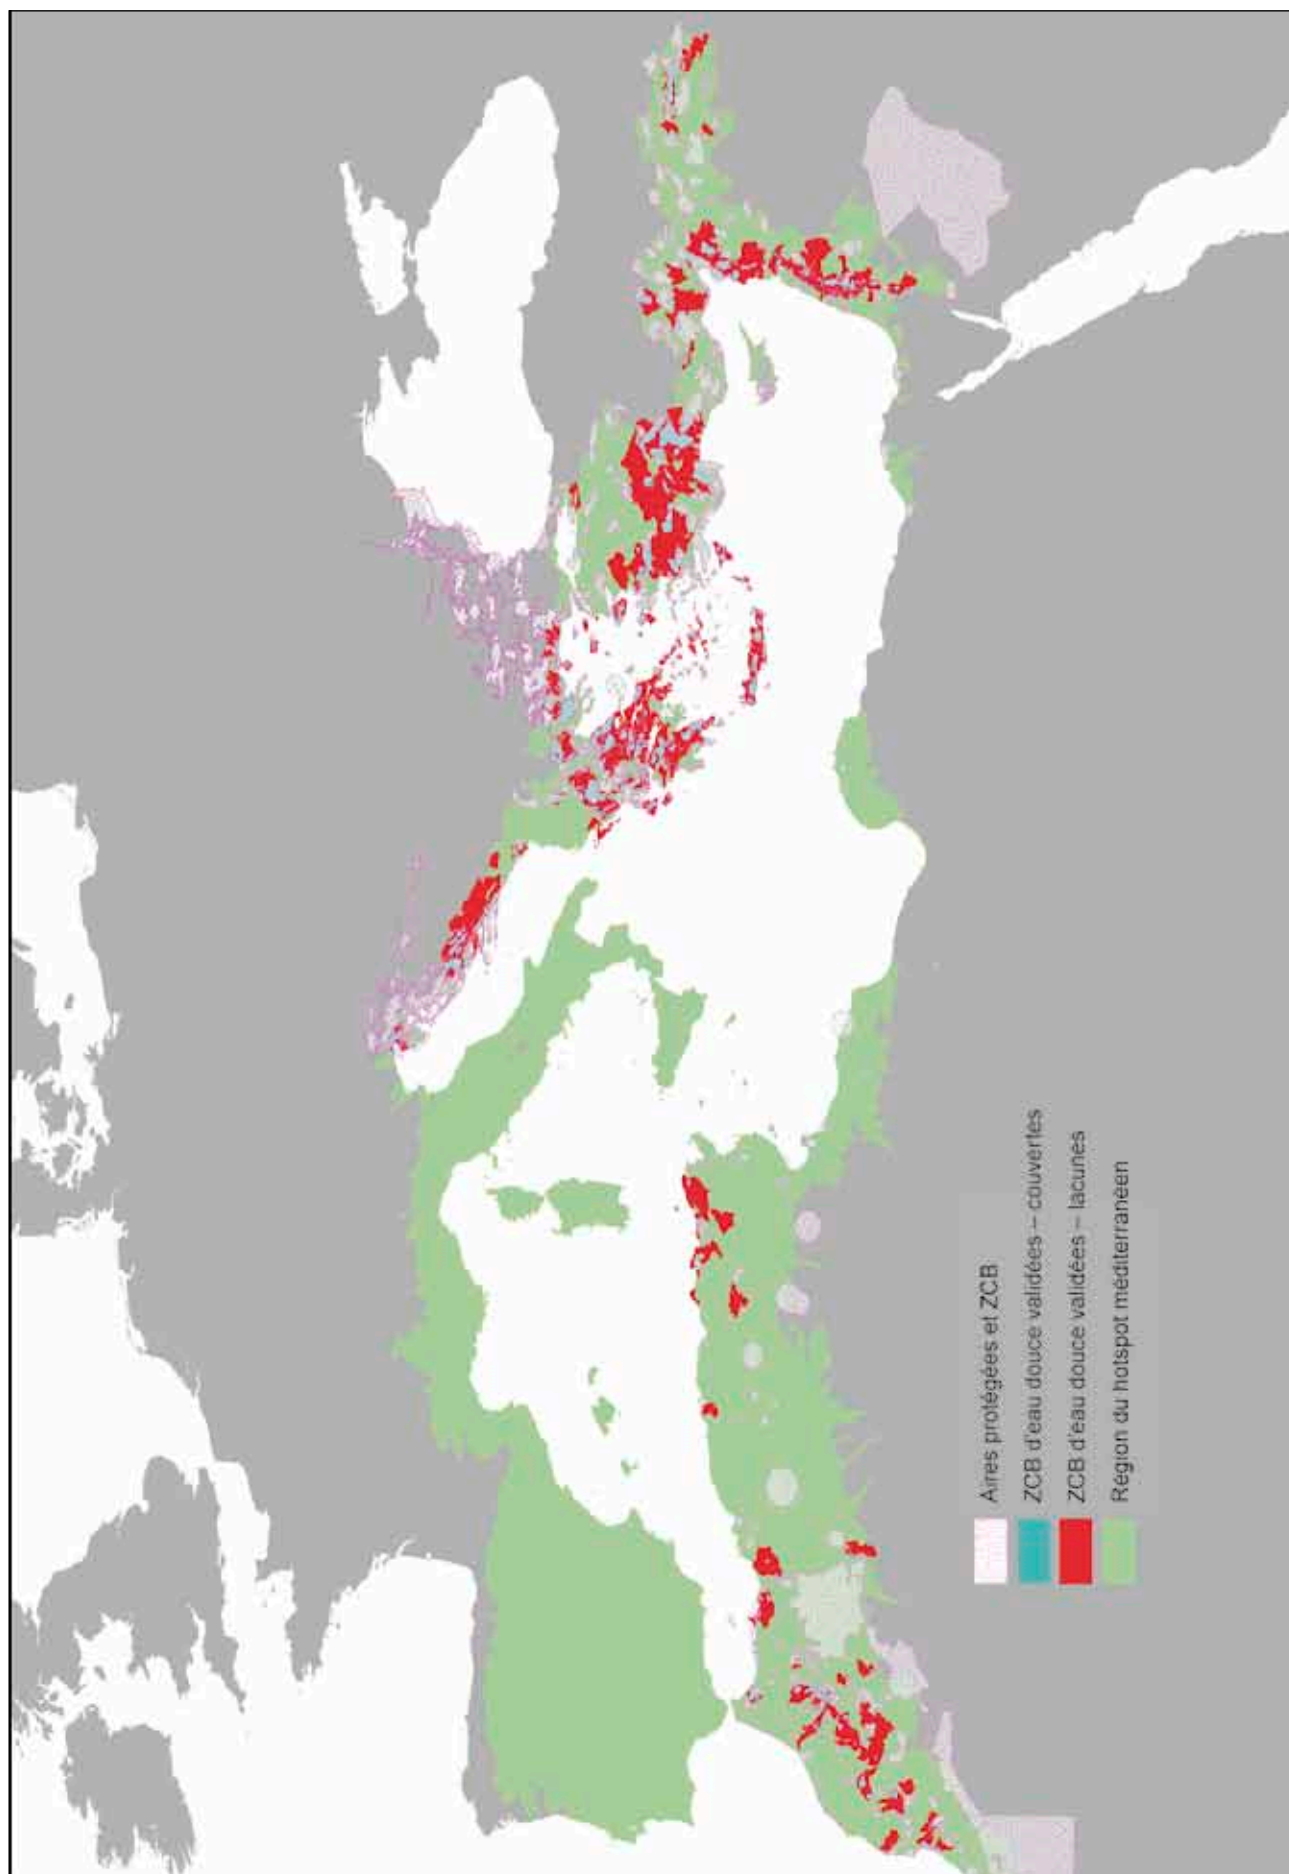 Aires protégées et ZCB
ZCB d'eau douce validées – couvertes
ZCB d'eau douce validées – lacunes
Région du hotspot méditerranéen